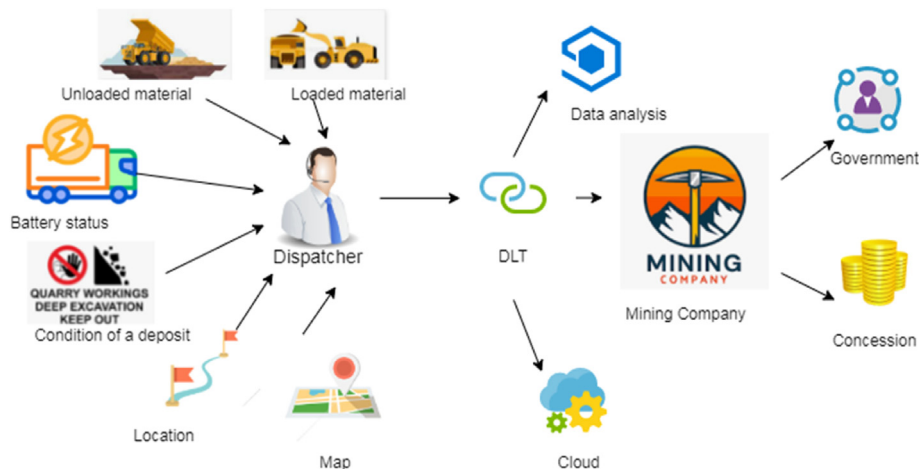 Unloaded material
Loaded material
Data analysis
Government
Battery status
Dispatcher
DLT
MINING
COMPANY
Mining Company
QUARRY WORKINGS
DEEP EXCAVATION
KEEP OUT
Condition of a deposit
Concession
Location
Map
Cloud